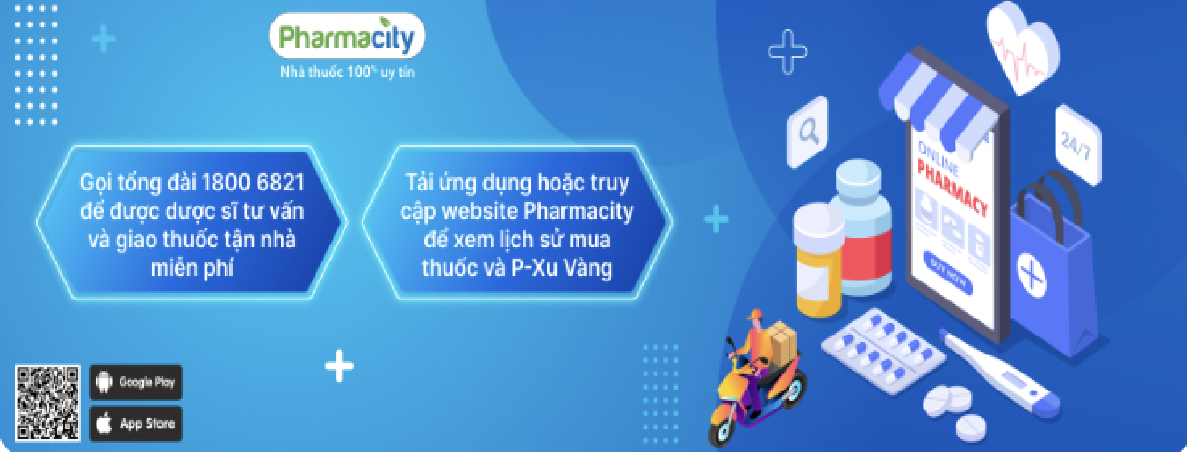 Pharmacity
Nhà thuốc 100% uy tín
Gọi tổng đài 1800 6821
để được dược sĩ tư vấn
và giao thuốc tận nhà
miễn phí
Tải ứng dụng hoặc truy
cập website Pharmacity
để xem lịch sử mua
thuốc và P-Xu Vàng
Google Play
App Store
24/7
ONLINE
PHARMACY
BUY NOW